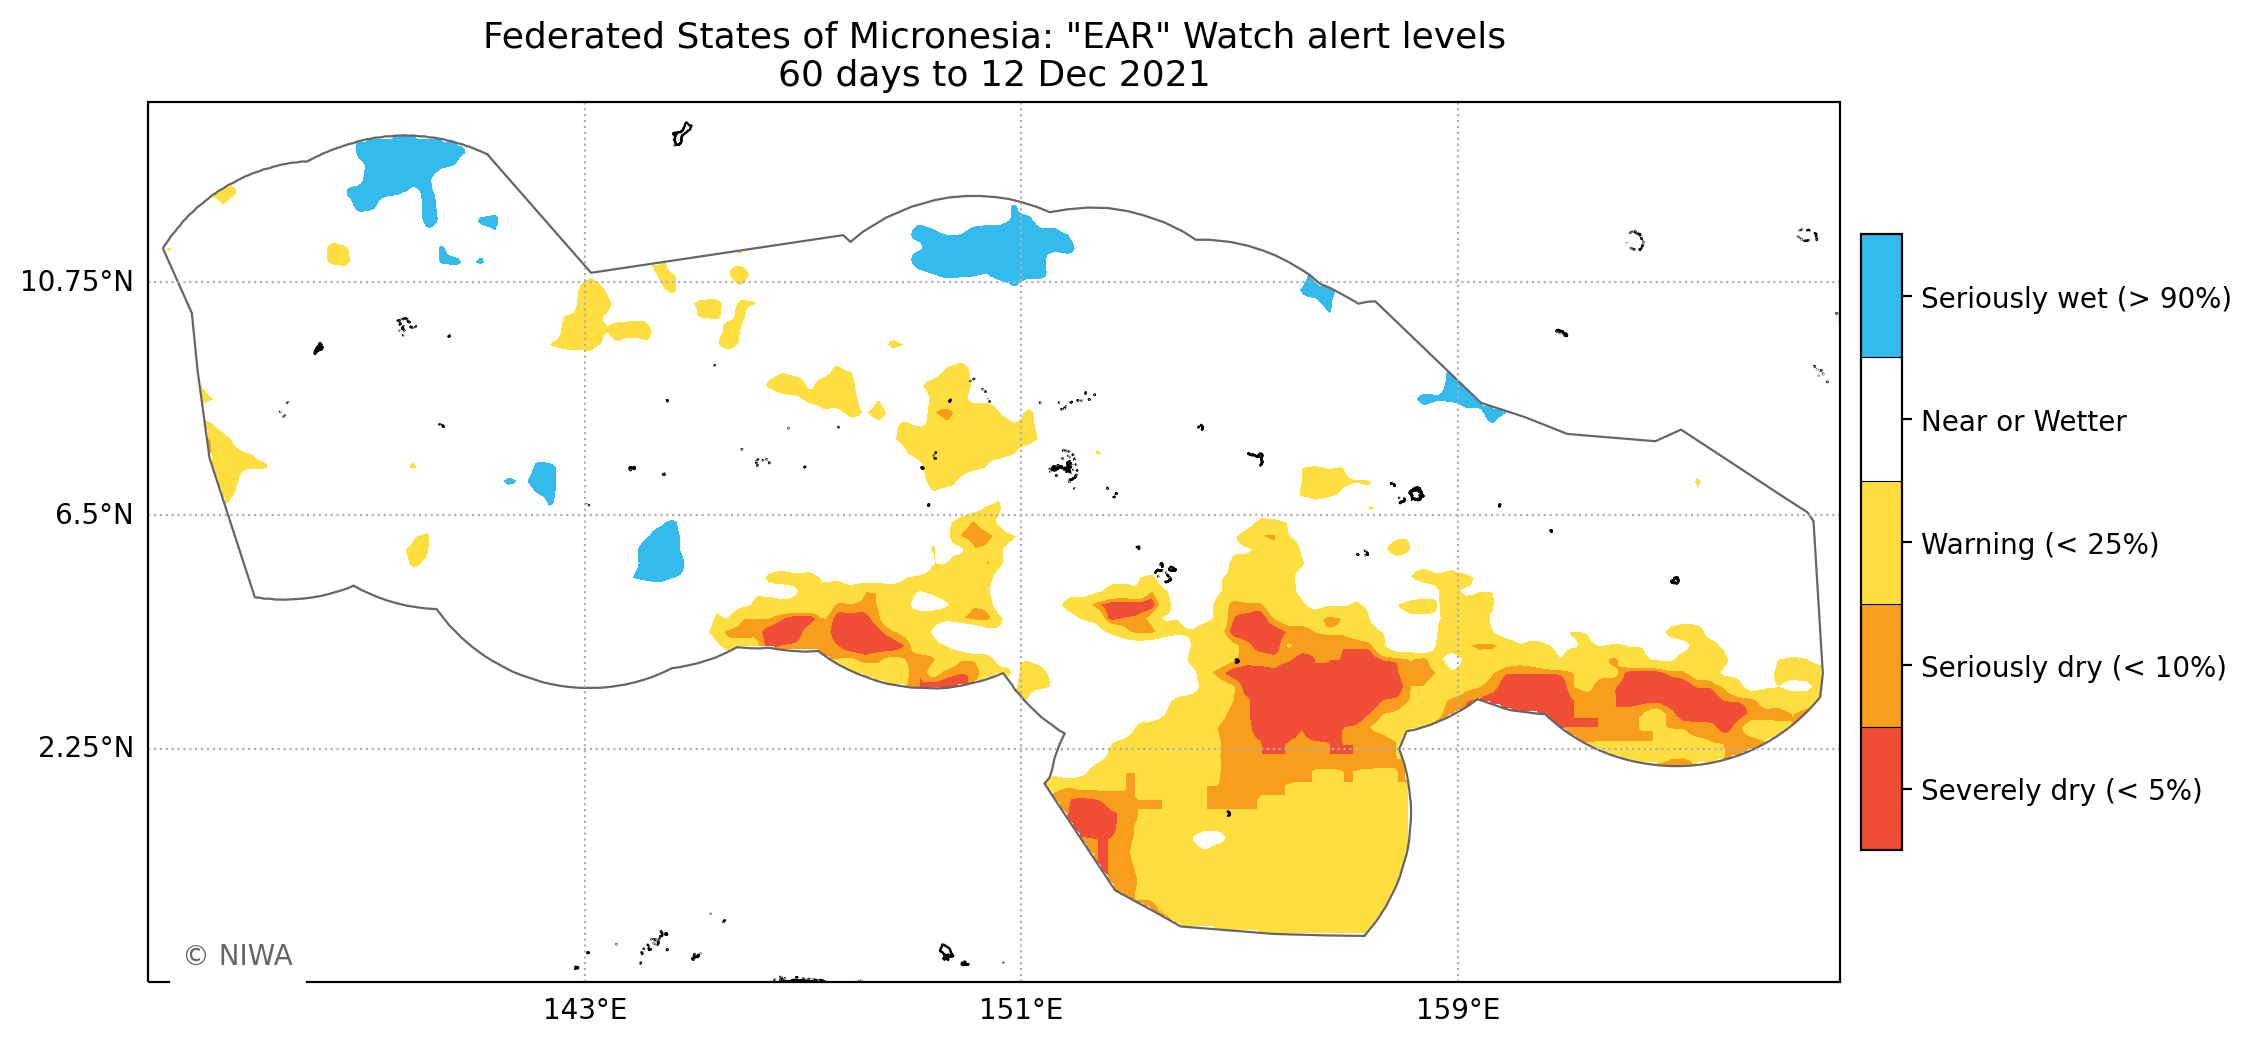 Federated States of Micronesia: "EAR" Watch alert levels
60 days to 12 Dec 2021
10.75°N
6.5°N
2.25°N
143°E
151°E
159°E
© NIWA
Seriously wet (> 90%)
Near or Wetter
Warning (< 25%)
Seriously dry (< 10%)
Severely dry (< 5%)